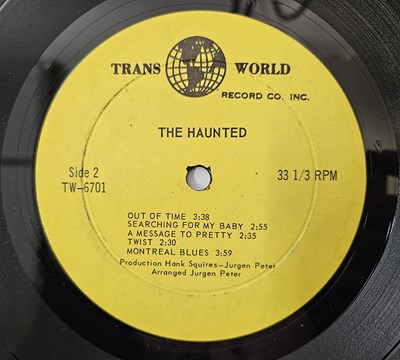 TRANS WORLD
RECORD CO. INC.
THE HAUNTED
Side 2 33 1/3 RPM
TW-6701
OUT OF TIME 3:38
SEARCHING FOR MY BABY 2:55
A MESSAGE TO PRETTY 2:35
TWIST 2:30
MONTREAL BLUES 3:59
Production Hank Squires-Jurgen Peter
Arranged Jurgen Peter